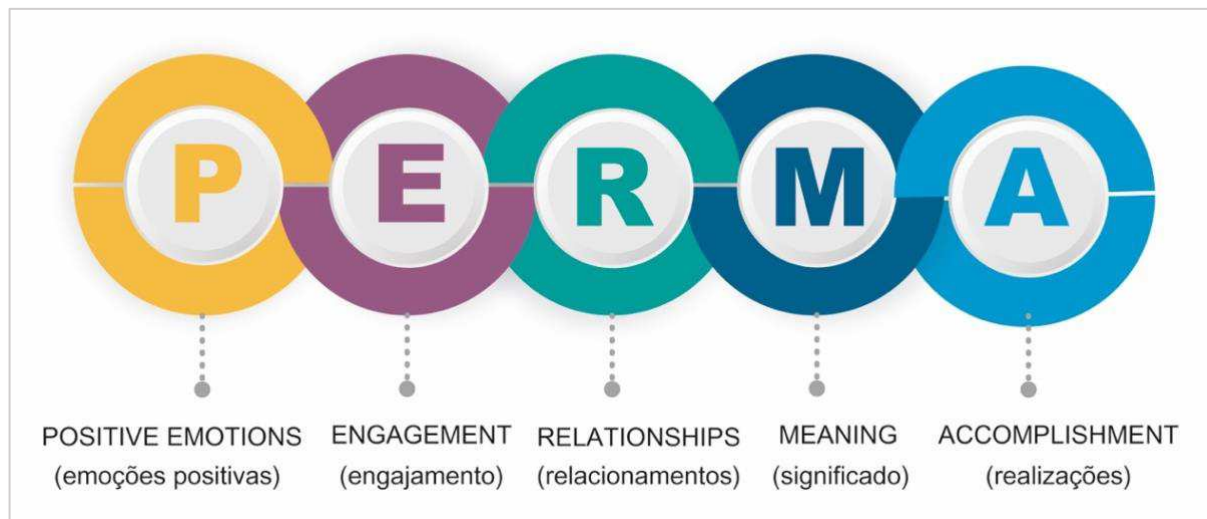 P E R M A
POSITIVE EMOTIONS ENGAGEMENT RELATIONSHIPS MEANING ACCOMPLISHMENT
(emoções positivas) (engajamento) (relacionamentos) (significado) (realizações)